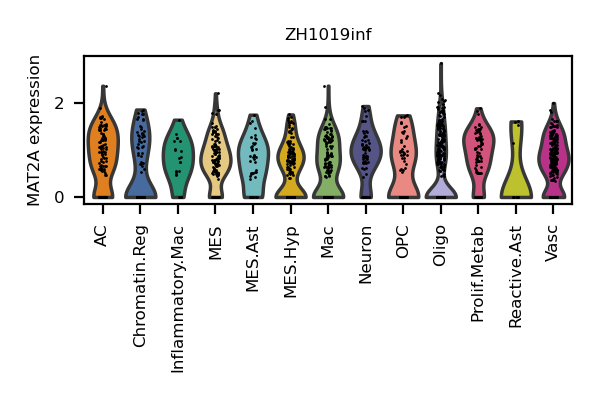 ZH1019inf
MAT2A expression
2
0
AC
Chromatin.Reg
Inflammatory.Mac
MES
MES.Ast
MES.Hyp
Mac
Neuron
OPC
Oligo
Prolif.Metab
Reactive.Ast
Vasc